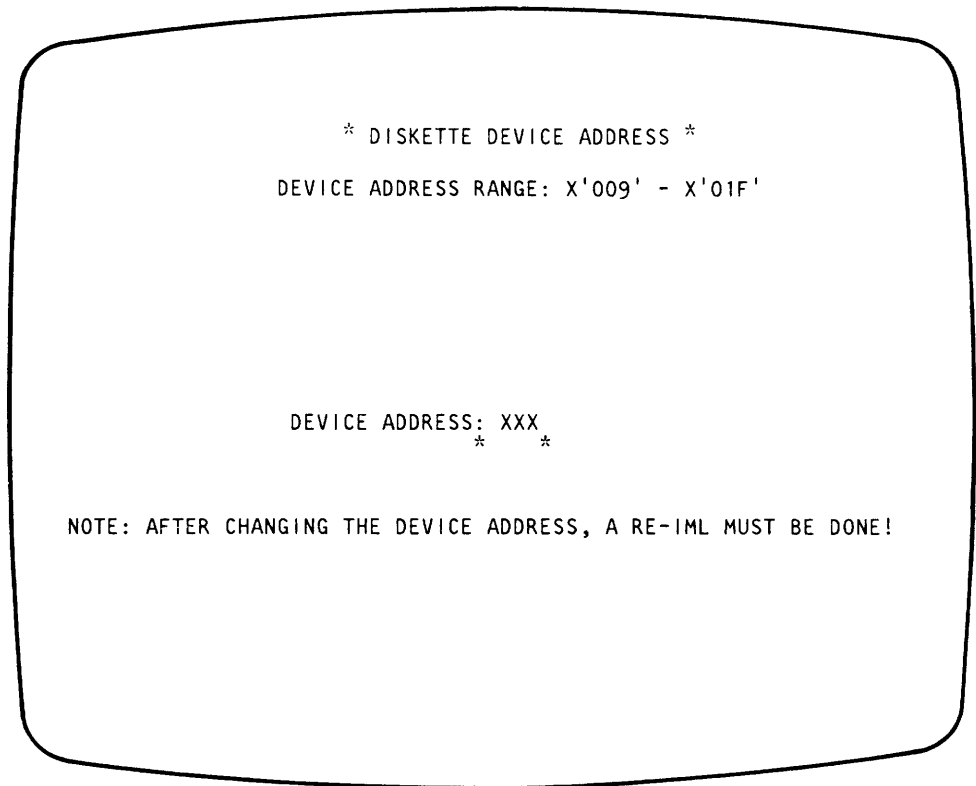 * DISKETTE DEVICE ADDRESS *
DEVICE ADDRESS RANGE: X'009' - X'01F'
DEVICE ADDRESS: XXX
* *
NOTE: AFTER CHANGING THE DEVICE ADDRESS, A RE-IML MUST BE DONE!